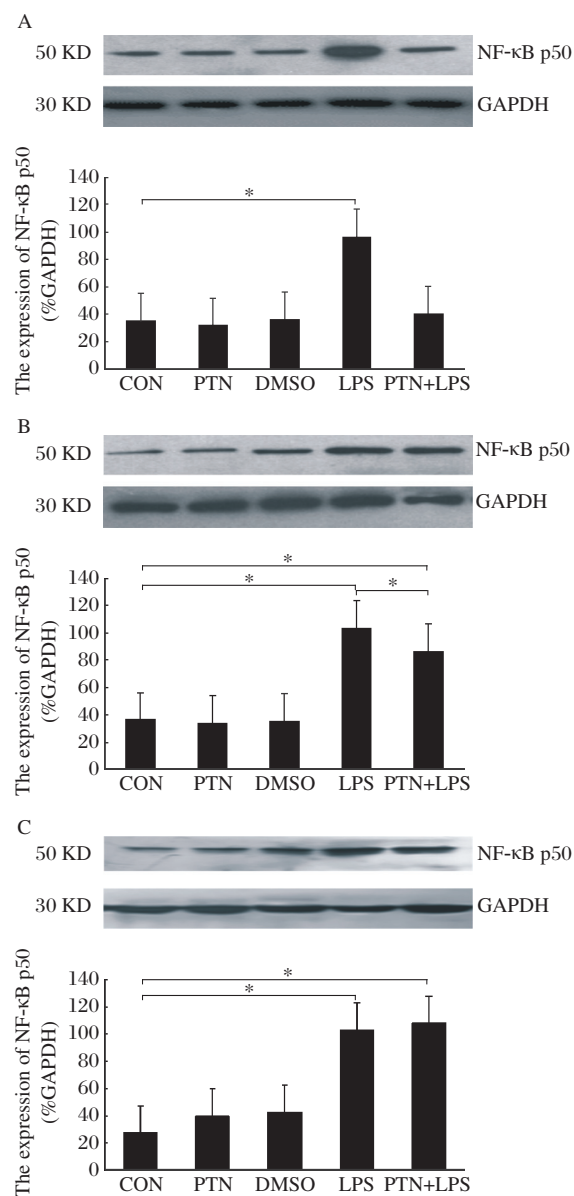 A
50 KD NF-κB p50
30 KD GAPDH
The expression of NF-κB p50
(%GAPDH)
140
120
100
80
60
40
20
0
*
CON PTN DMSO LPS PTN+LPS
B
50 KD NF-κB p50
30 KD GAPDH
The expression of NF-κB p50
(%GAPDH)
140
120
100
80
60
40
20
0
*
* *
CON PTN DMSO LPS PTN+LPS
C
50 KD NF-κB p50
30 KD GAPDH
The expression of NF-κB p50
(%GAPDH)
140
120
100
80
60
40
20
0
*
*
CON PTN DMSO LPS PTN+LPS